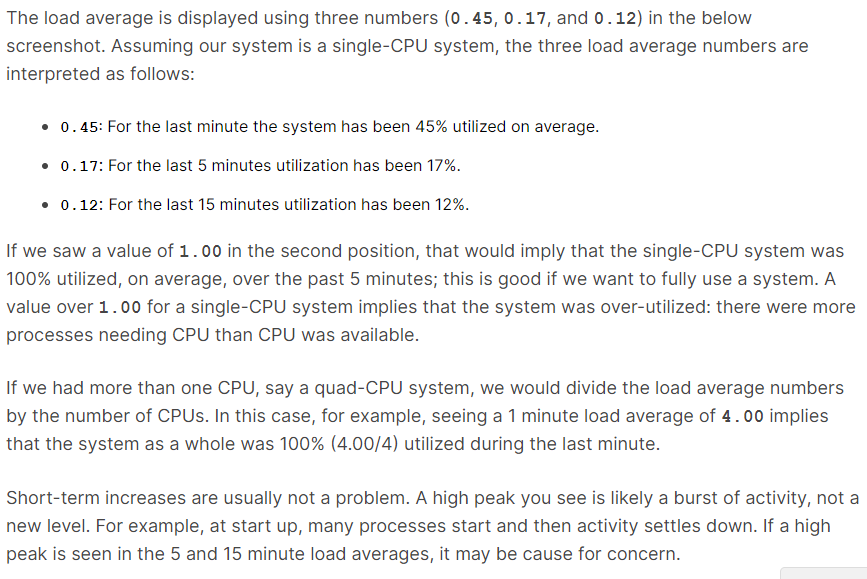 The load average is displayed using three numbers (0.45, 0.17, and 0.12) in the below
screenshot. Assuming our system is a single-CPU system, the three load average numbers are
interpreted as follows:
• 0.45: For the last minute the system has been 45% utilized on average.
• 0.17: For the last 5 minutes utilization has been 17%.
• 0.12: For the last 15 minutes utilization has been 12%.
If we saw a value of 1.00 in the second position, that would imply that the single-CPU system was
100% utilized, on average, over the past 5 minutes; this is good if we want to fully use a system. A
value over 1.00 for a single-CPU system implies that the system was over-utilized: there were more
processes needing CPU than CPU was available.
If we had more than one CPU, say a quad-CPU system, we would divide the load average numbers
by the number of CPUs. In this case, for example, seeing a 1 minute load average of 4.00 implies
that the system as a whole was 100% (4.00/4) utilized during the last minute.
Short-term increases are usually not a problem. A high peak you see is likely a burst of activity, not a
new level. For example, at start up, many processes start and then activity settles down. If a high
peak is seen in the 5 and 15 minute load averages, it may be cause for concern.